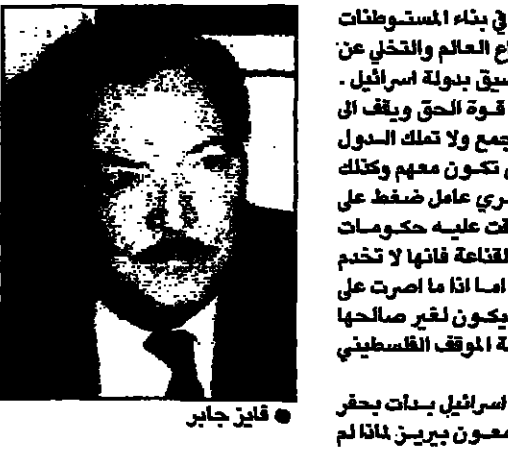 في بناء المستوطنات
ع العالم والتخلي عن
سيق بدولة اسرائيل .
قوة الحق ويقف الى
جمع ولا تملك الدول
تكون معهم وكذلك
ري عامل ضغط على
قت عليه حكومات
لقناعة فانها لا تخدم
اما اذا ما اصرت على
يكون لغير صالحها
ة الموقف الفلسطيني
اسرائيل بدأت بحفر
معون بيريز لماذا لم
● فايز جابر